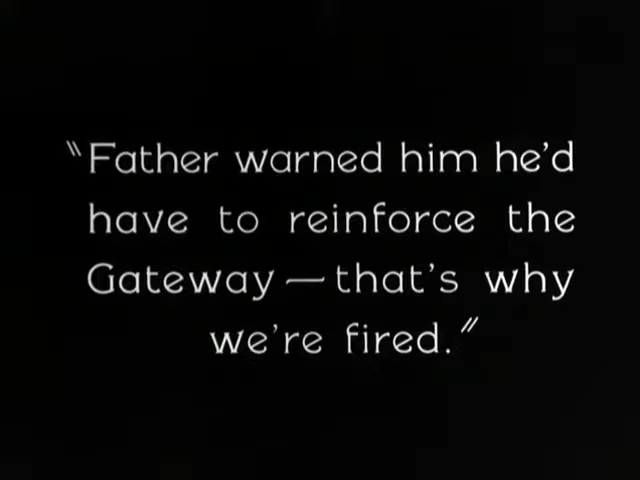 "Father warned him he'd
have to reinforce the
Gateway—that's why
we're fired."